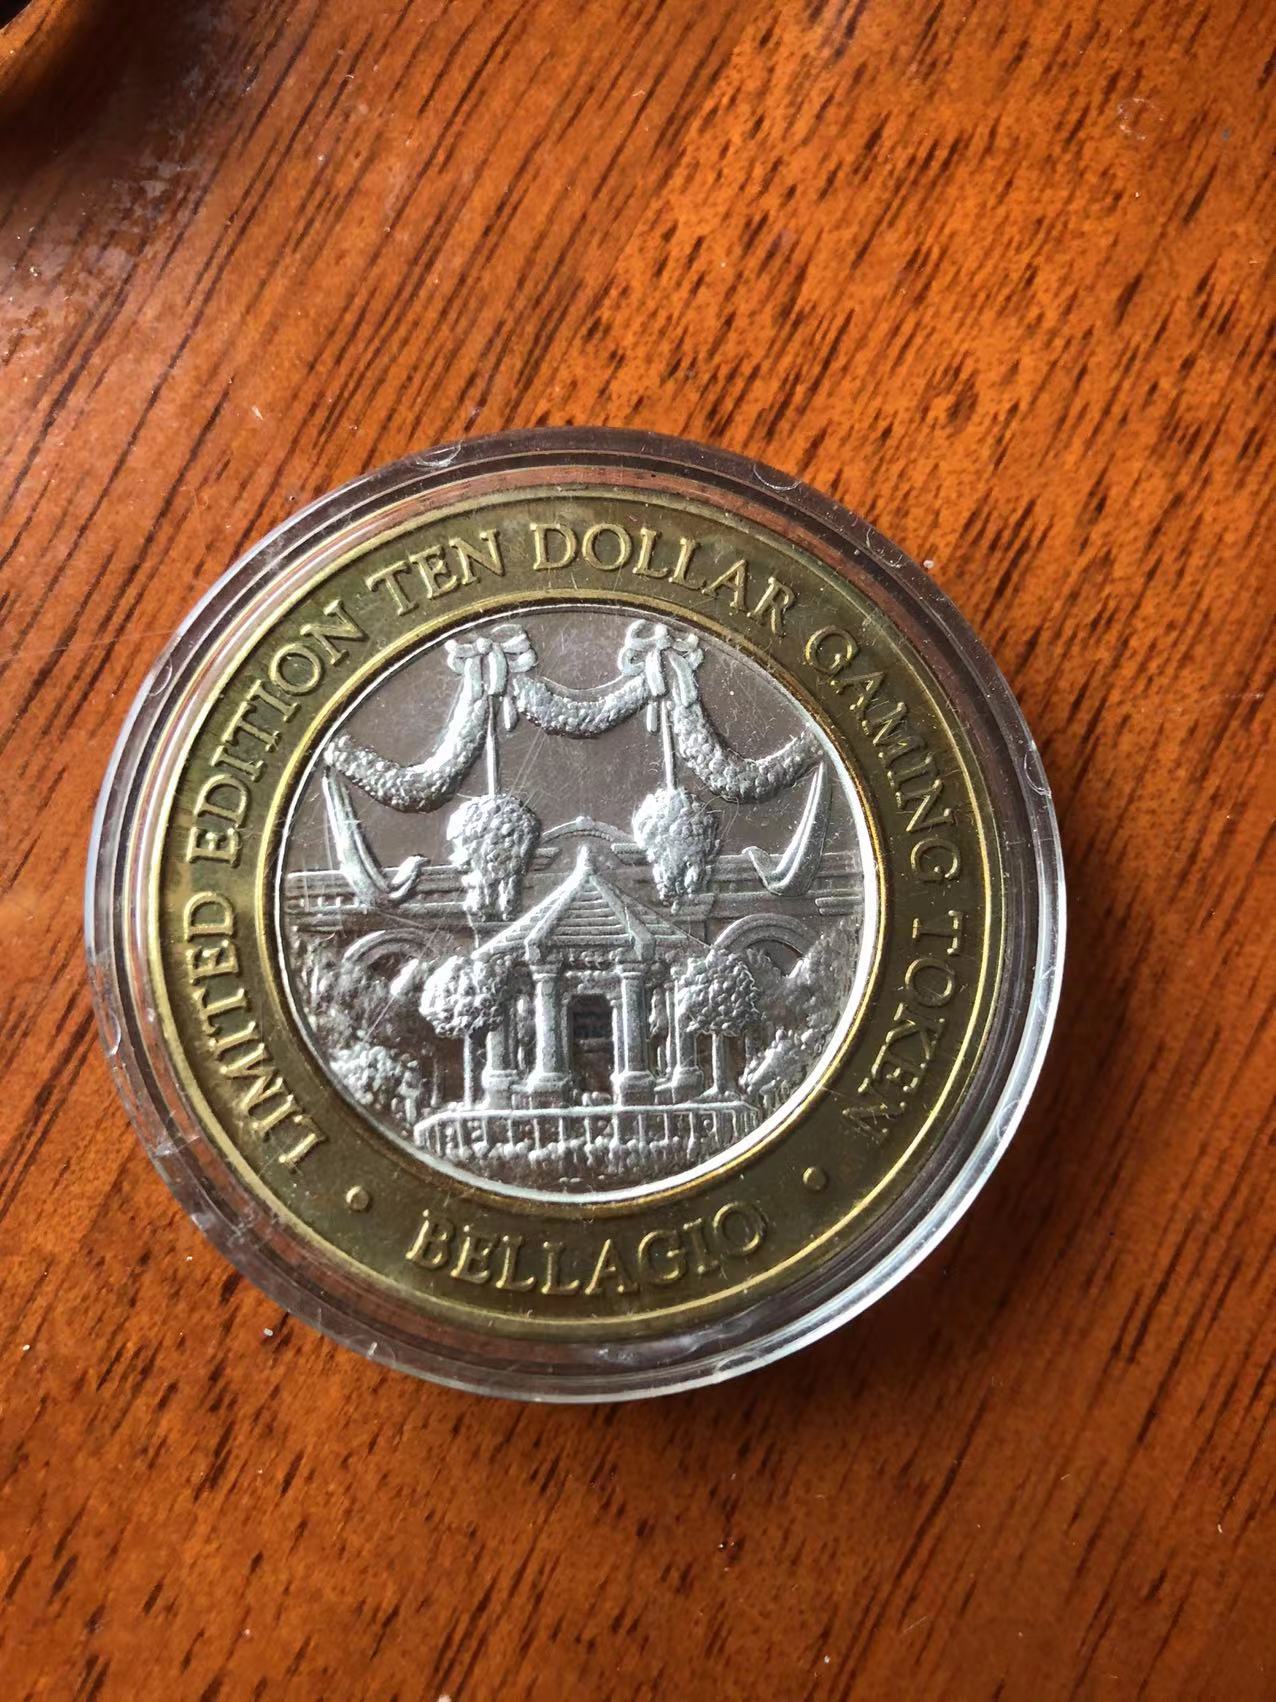 LIMITED EDITION TEN DOLLAR GAMING TOKEN
• BELLAGIO •